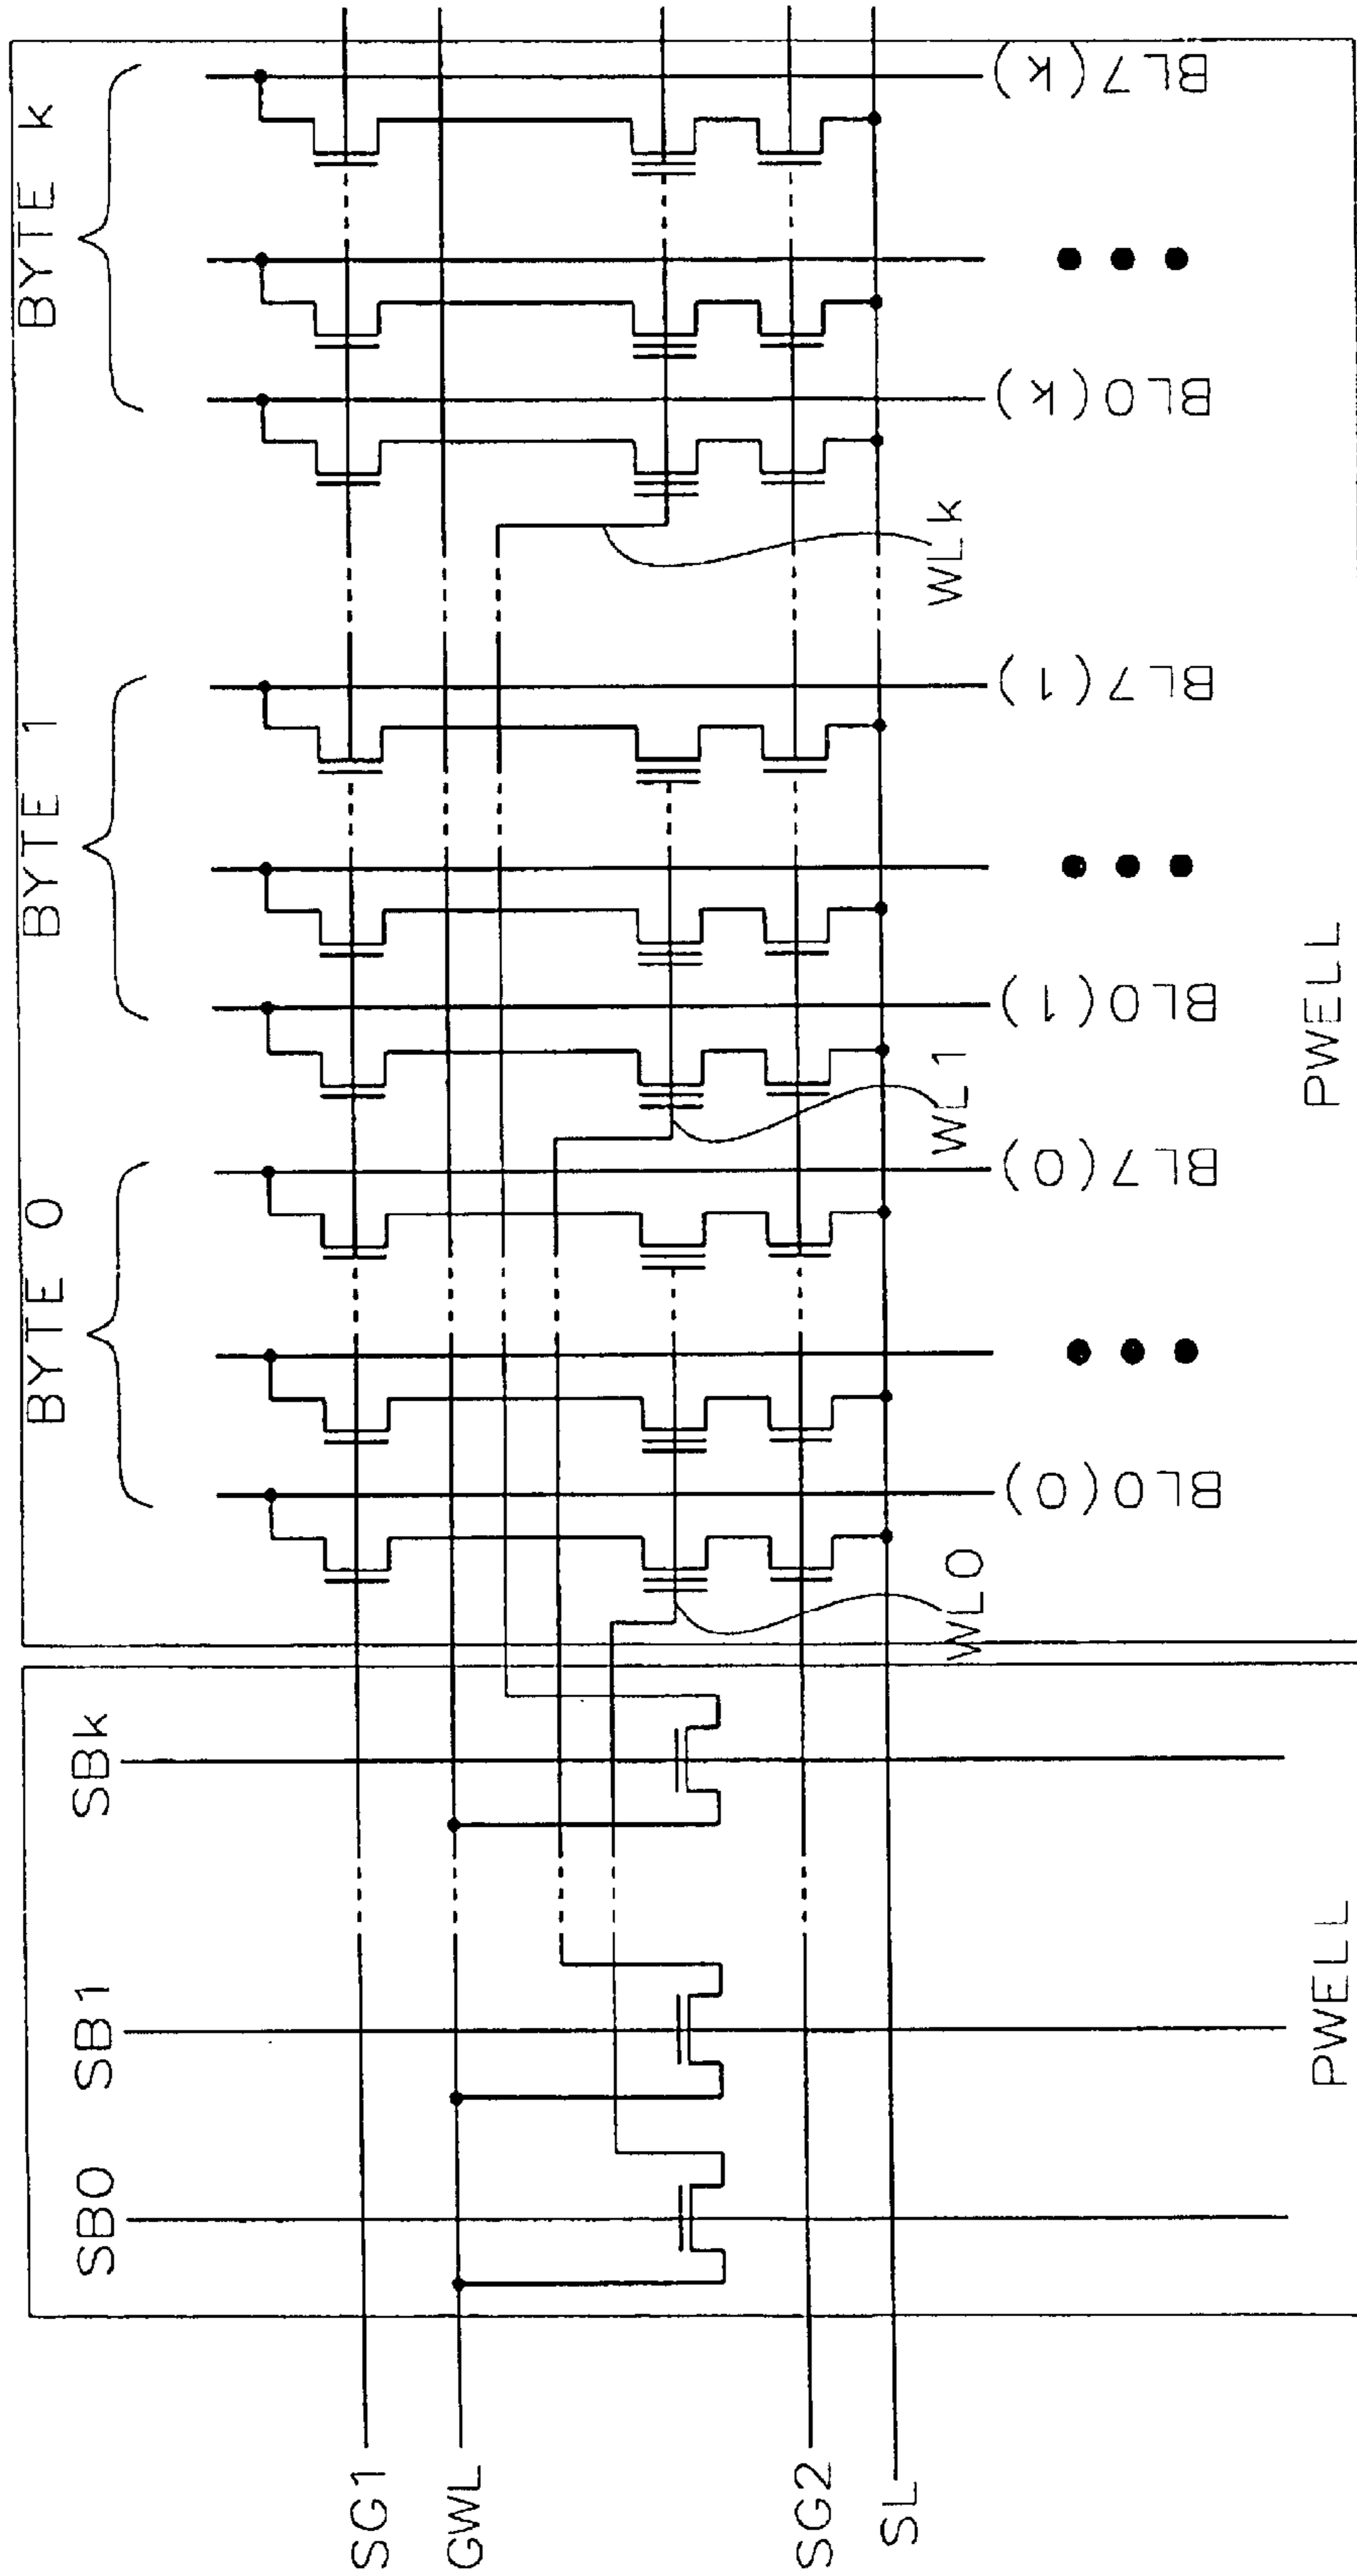 SB0
SB1
SBk
BYTE 0
BYTE 1
BYTE k
SG1
GWL
SG2
SL
WL0
WL1
WLk
BL0(0)
BL7(0)
BL0(1)
BL7(1)
BL0(k)
BL7(k)
PWELL
PWELL